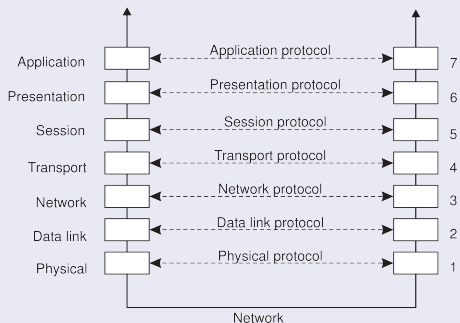 Application Application protocol 7
Presentation Presentation protocol 6
Session Session protocol 5
Transport Transport protocol 4
Network Network protocol 3
Data link Data link protocol 2
Physical Physical protocol 1
Network